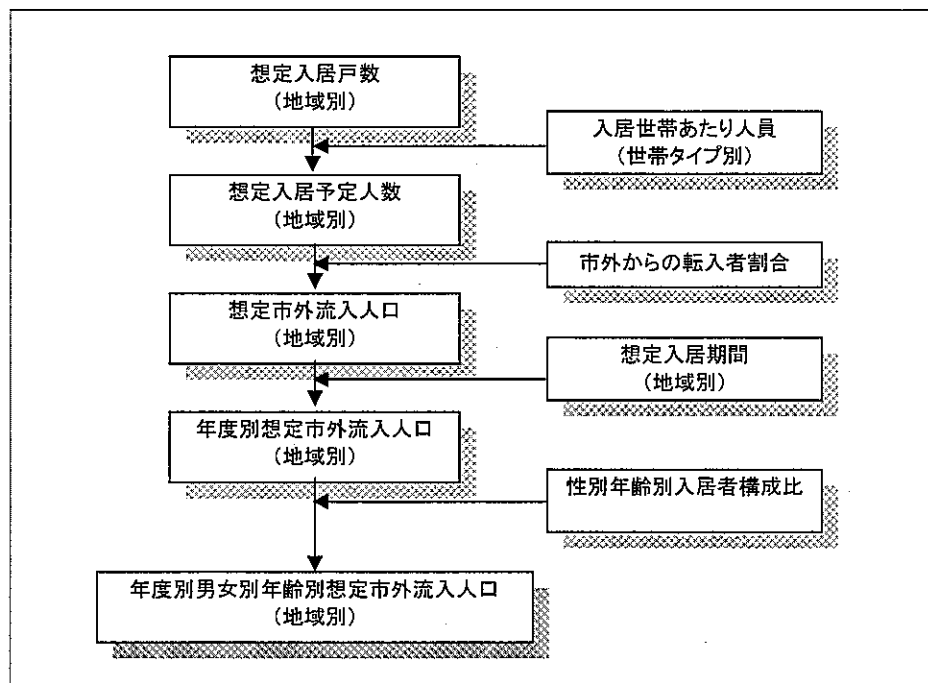 想定入居戸数
（地域別）
入居世帯あたり人員
（世帯タイプ別）
想定入居予定人数
（地域別）
市外からの転入者割合
想定市外流入人口
（地域別）
想定入居期間
（地域別）
年度別想定市外流入人口
（地域別）
性別年齢別入居者構成比
年度別男女別年齢別想定市外流入人口
（地域別）